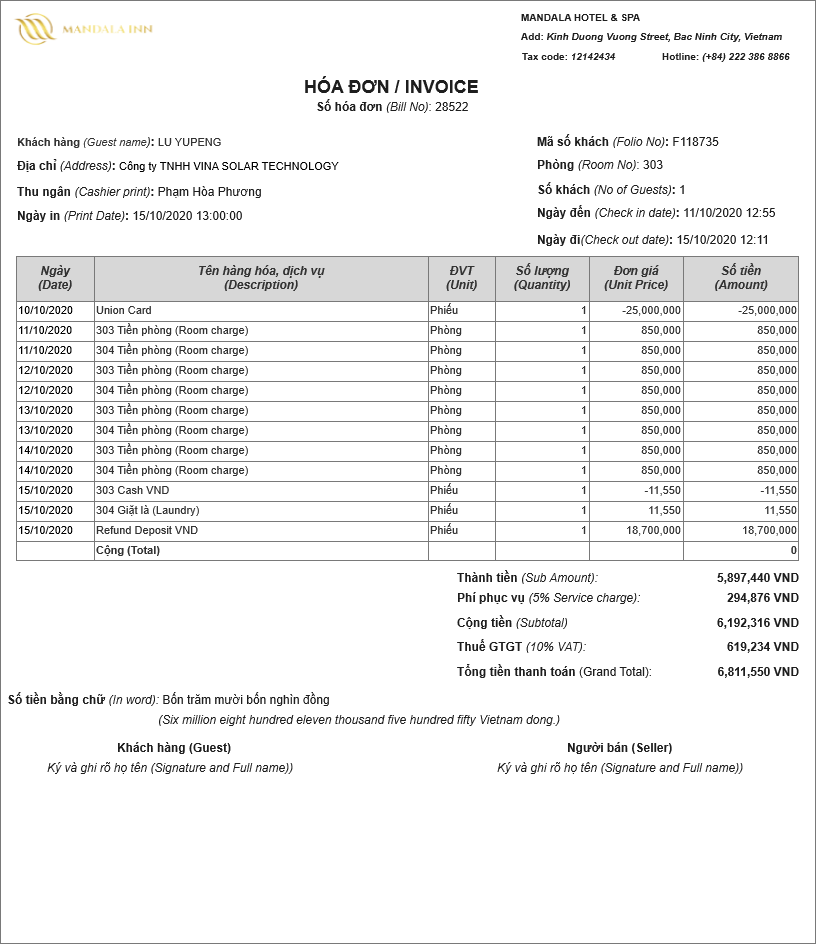 MANDALA INN
MANDALA HOTEL & SPA
Add: Kinh Duong Vuong Street, Bac Ninh City, Vietnam
Tax code: 12142434 Hotline: (+84) 222 386 8866
HÓA ĐƠN / INVOICE
Số hóa đơn (Bill No): 28522
Khách hàng (Guest name): LU YUPENG
Mã số khách (Folio No): F118735
Địa chỉ (Address): Công ty TNHH VINA SOLAR TECHNOLOGY
Phòng (Room No): 303
Thu ngân (Cashier print): Phạm Hòa Phương
Số khách (No of Guests): 1
Ngày in (Print Date): 15/10/2020 13:00:00
Ngày đến (Check in date): 11/10/2020 12:55
Ngày đi(Check out date): 15/10/2020 12:11
Ngày Tên hàng hóa, dịch vụ ĐVT Số lượng Đơn giá Số tiền
(Date) (Description) (Unit) (Quantity) (Unit Price) (Amount)
10/10/2020 Union Card Phiếu 1 -25,000,000 -25,000,000
11/10/2020 303 Tiền phòng (Room charge) Phòng 1 850,000 850,000
11/10/2020 304 Tiền phòng (Room charge) Phòng 1 850,000 850,000
12/10/2020 303 Tiền phòng (Room charge) Phòng 1 850,000 850,000
12/10/2020 304 Tiền phòng (Room charge) Phòng 1 850,000 850,000
13/10/2020 303 Tiền phòng (Room charge) Phòng 1 850,000 850,000
13/10/2020 304 Tiền phòng (Room charge) Phòng 1 850,000 850,000
14/10/2020 303 Tiền phòng (Room charge) Phòng 1 850,000 850,000
14/10/2020 304 Tiền phòng (Room charge) Phòng 1 850,000 850,000
15/10/2020 303 Cash VND Phiếu 1 -11,550 -11,550
15/10/2020 304 Giặt là (Laundry) Phiếu 1 11,550 11,550
15/10/2020 Refund Deposit VND Phiếu 1 18,700,000 18,700,000
Cộng (Total) 0
Thành tiền (Sub Amount): 5,897,440 VND
Phí phục vụ (5% Service charge): 294,876 VND
Cộng tiền (Subtotal) 6,192,316 VND
Thuế GTGT (10% VAT): 619,234 VND
Tổng tiền thanh toán (Grand Total): 6,811,550 VND
Số tiền bằng chữ (In word): Bốn trăm mười bốn nghìn đồng
(Six million eight hundred eleven thousand five hundred fifty Vietnam dong.)
Khách hàng (Guest) Người bán (Seller)
Ký và ghi rõ họ tên (Signature and Full name)) Ký và ghi rõ họ tên (Signature and Full name))